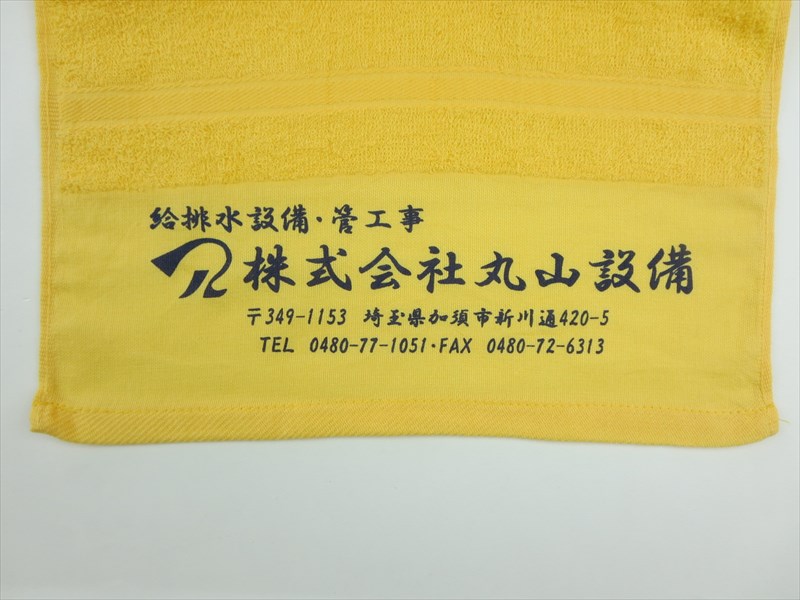 給排水設備・管工事
株式会社丸山設備
〒349-1153 埼玉県加須市新川通420-5
TEL 0480-77-1051・FAX 0480-72-6313